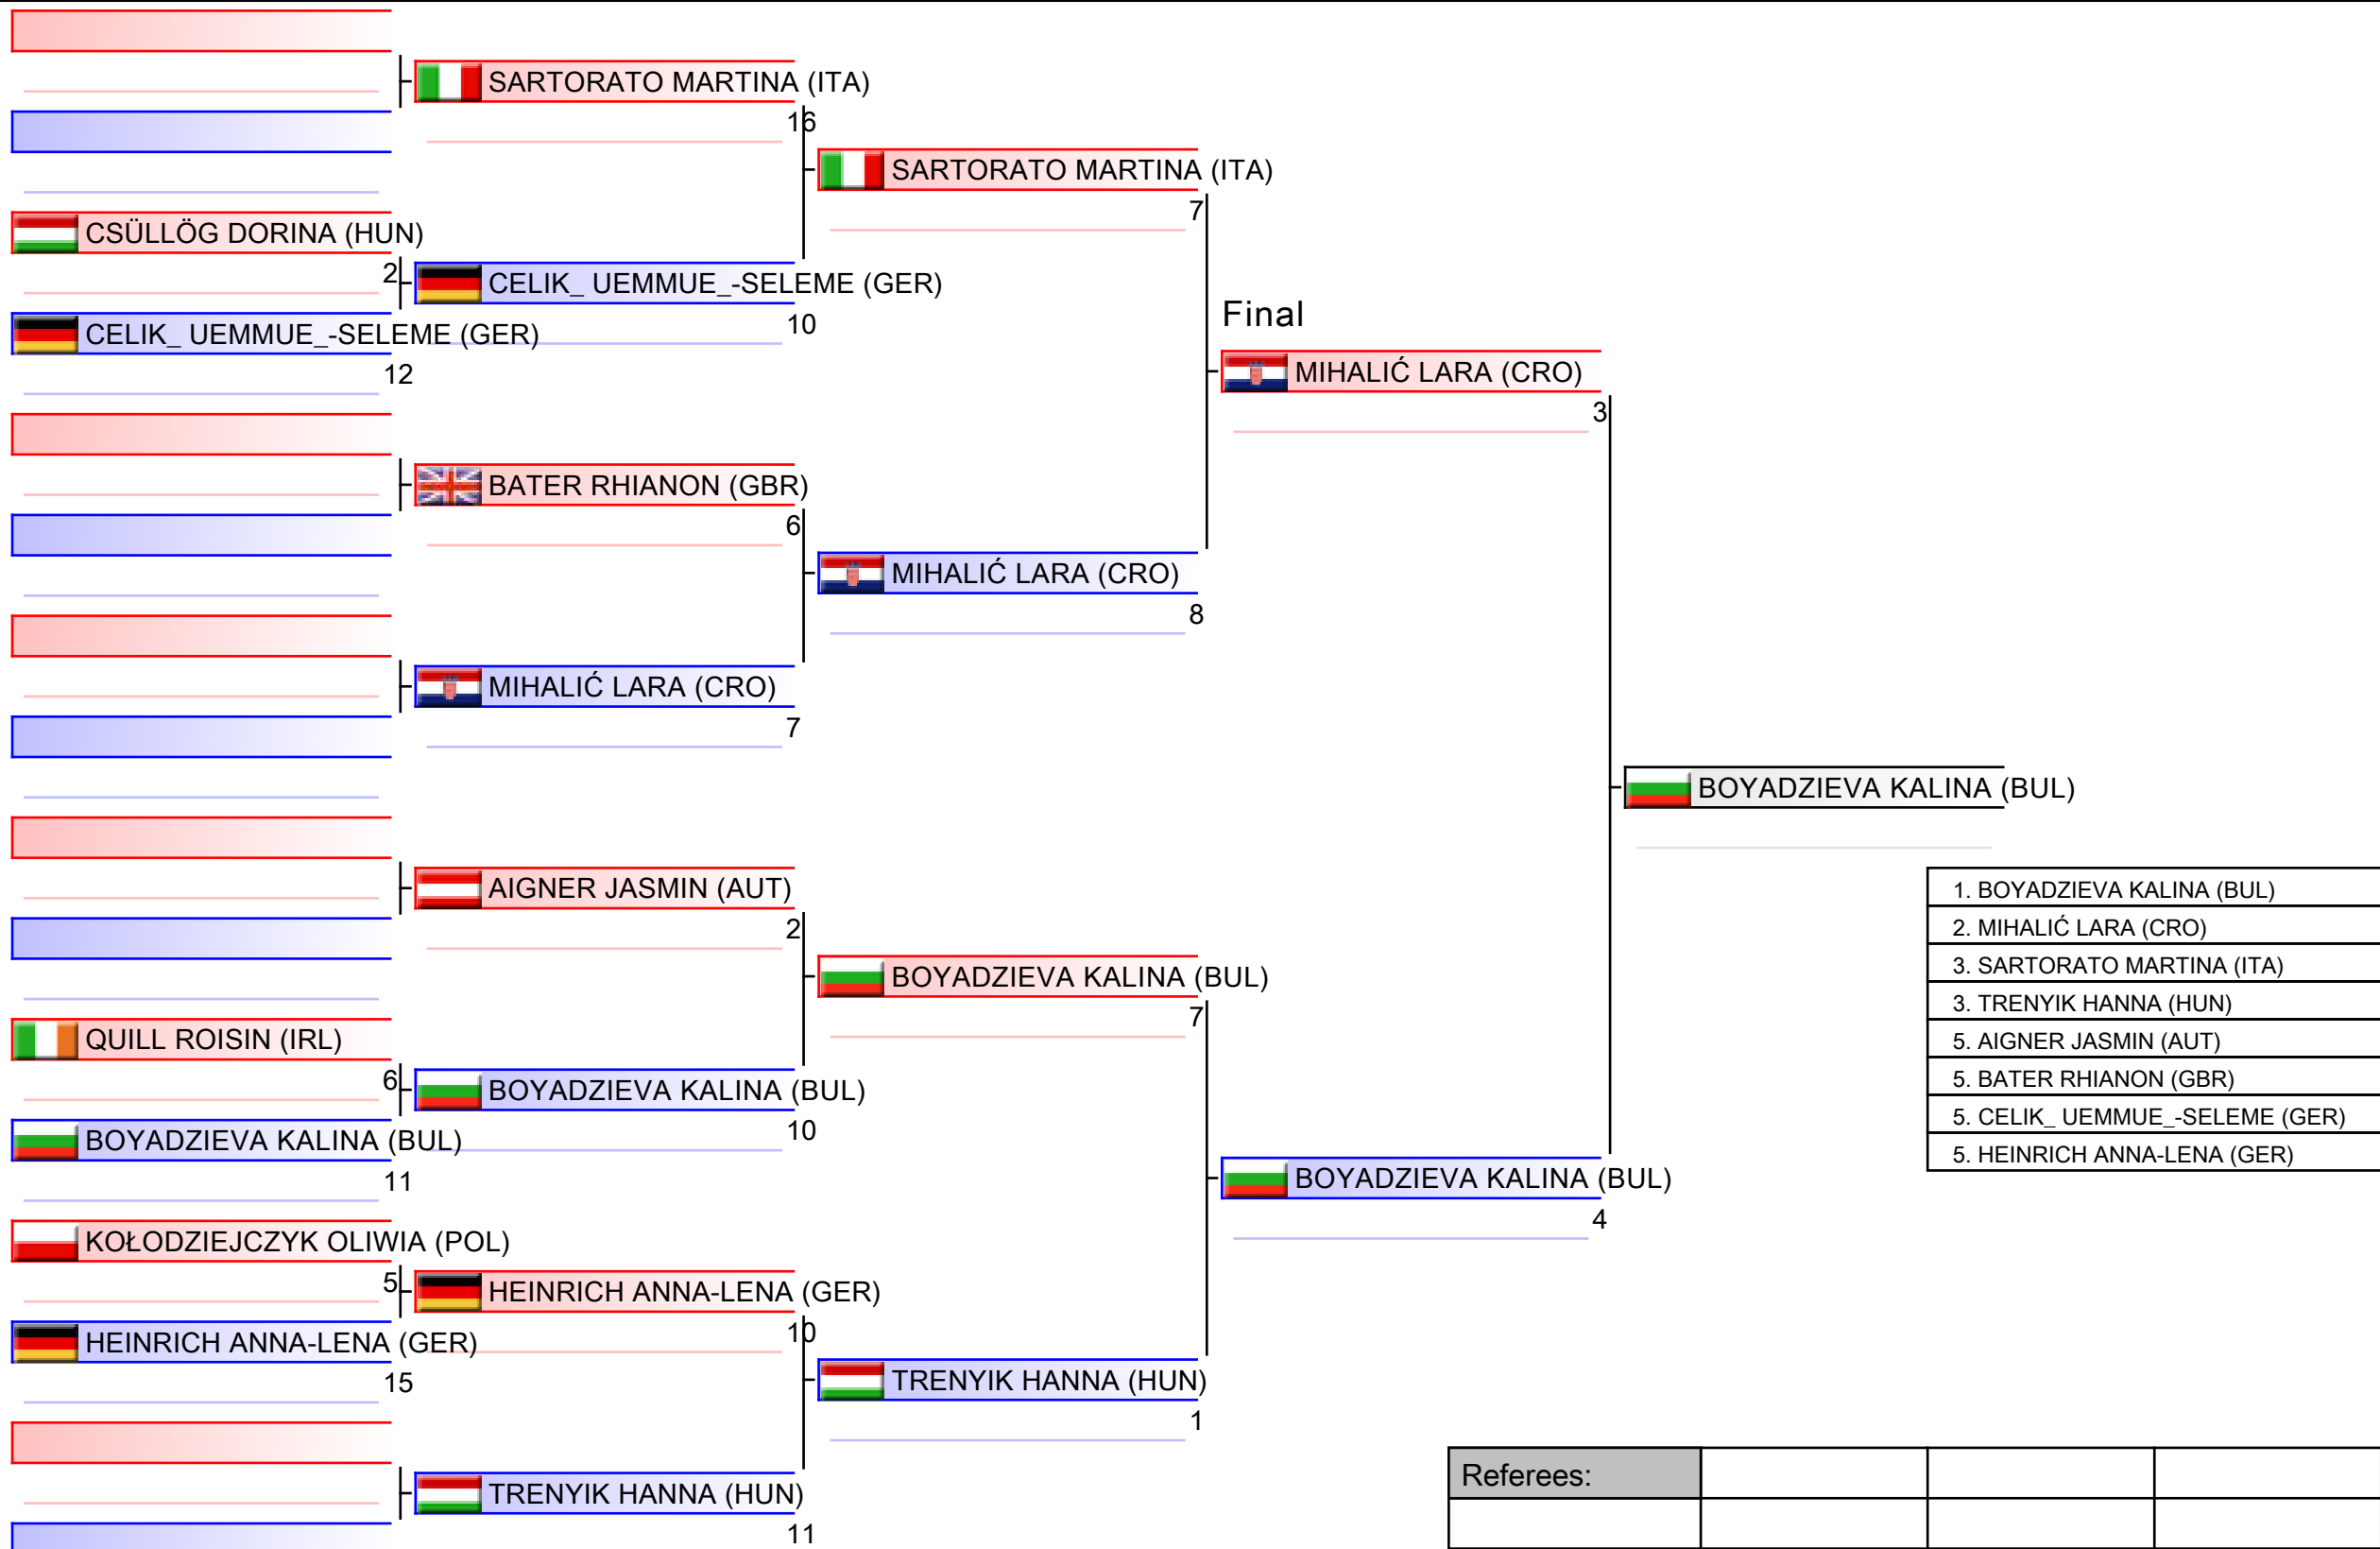 SARTORATO MARTINA (ITA)
16
SARTORATO MARTINA (ITA)
7
CSÜLLÖG DORINA (HUN)
2
CELIK_ UEMMUE_-SELEME (GER)
10
Final
CELIK_ UEMMUE_-SELEME (GER)
12
MIHALIĆ LARA (CRO)
3
BATER RHIANON (GBR)
6
MIHALIĆ LARA (CRO)
8
MIHALIĆ LARA (CRO)
7
BOYADZIEVA KALINA (BUL)
AIGNER JASMIN (AUT)
2
BOYADZIEVA KALINA (BUL)
7
QUILL ROISIN (IRL)
6
BOYADZIEVA KALINA (BUL)
10
BOYADZIEVA KALINA (BUL)
11
BOYADZIEVA KALINA (BUL)
4
KOŁODZIEJCZYK OLIWIA (POL)
5
HEINRICH ANNA-LENA (GER)
10
HEINRICH ANNA-LENA (GER)
15
TRENYIK HANNA (HUN)
1
TRENYIK HANNA (HUN)
11
1. BOYADZIEVA KALINA (BUL)
2. MIHALIĆ LARA (CRO)
3. SARTORATO MARTINA (ITA)
3. TRENYIK HANNA (HUN)
5. AIGNER JASMIN (AUT)
5. BATER RHIANON (GBR)
5. CELIK_ UEMMUE_-SELEME (GER)
5. HEINRICH ANNA-LENA (GER)
Referees: